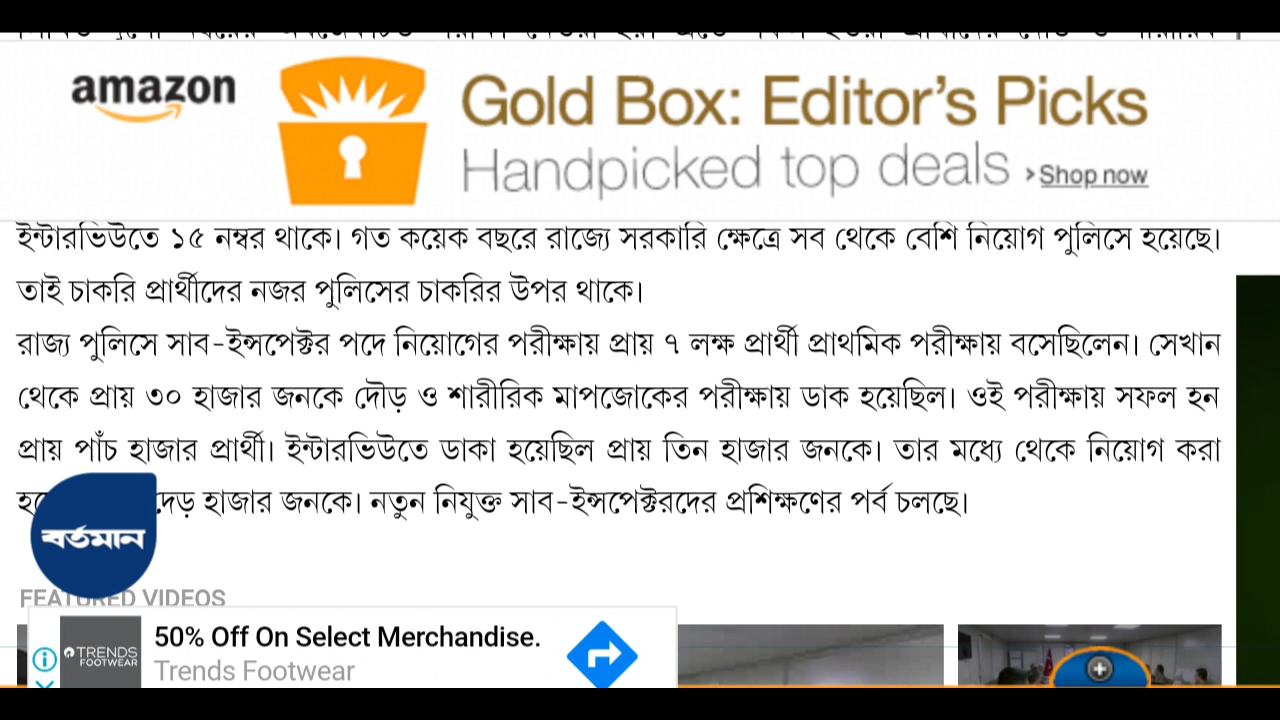 amazon
Gold Box: Editor's Picks
Handpicked top deals › Shop now
ইন্টারভিউতে ১৫ নম্বর থাকে। গত কয়েক বছরে রাজ্যে সরকারি ক্ষেত্রে সব থেকে বেশি নিয়োগ পুলিসে হয়েছে।
তাই চাকরি প্রার্থীদের নজর পুলিসের চাকরির উপর থাকে।
রাজ্য পুলিসে সাব-ইন্সপেক্টর পদে নিয়োগের পরীক্ষায় প্রায় ৭ লক্ষ প্রার্থী প্রাথমিক পরীক্ষায় বসেছিলেন। সেখান
থেকে প্রায় ৩০ হাজার জনকে দৌড় ও শারীরিক মাপজোকের পরীক্ষায় ডাক হয়েছিল। ওই পরীক্ষায় সফল হন
প্রায় পাঁচ হাজার প্রার্থী। ইন্টারভিউতে ডাকা হয়েছিল প্রায় তিন হাজার জনকে। তার মধ্যে থেকে নিয়োগ করা
দেড় হাজার জনকে। নতুন নিযুক্ত সাব-ইন্সপেক্টরদের প্রশিক্ষণের পর্ব চলছে।
বর্তমান
FEATURED VIDEOS
TRENDS FOOTWEAR
50% Off On Select Merchandise.
Trends Footwear